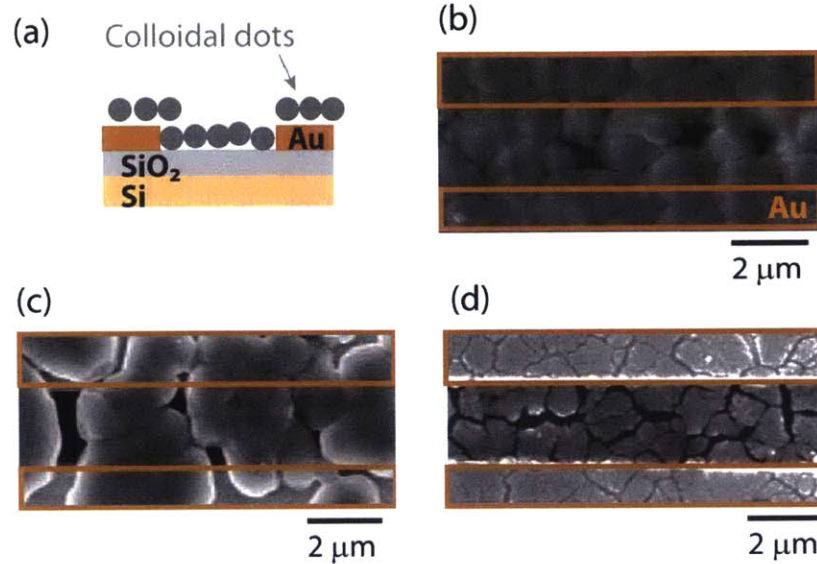 (a)
Colloidal dots
Au
SiO₂
Si
(b)
Au
2 μm
(c)
2 μm
(d)
2 μm